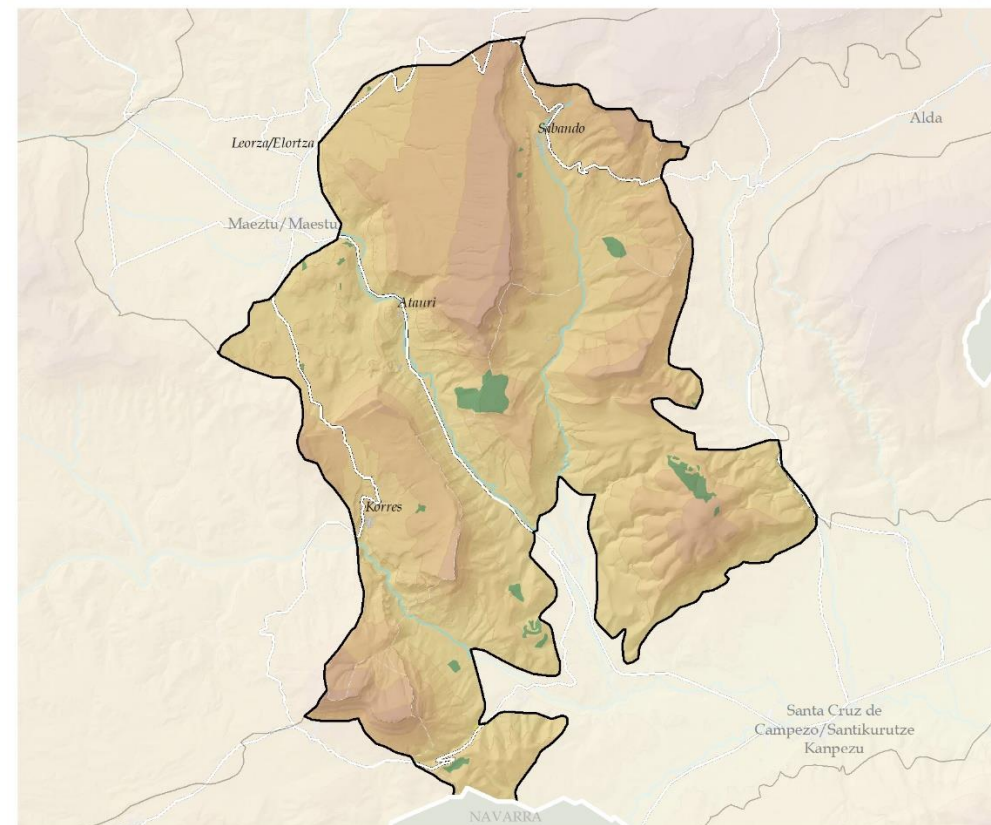 Sabando
Alda
Leorza/Elortza
Maeztu/Maestu
Atauri
Korres
Santa Cruz de
Campezo/Santikurutze
Kanpezu
NAVARRA